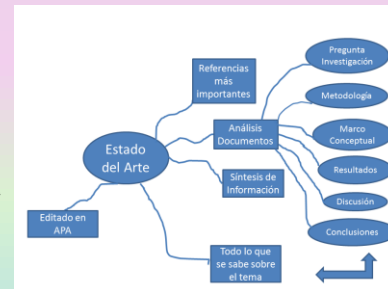 Pregunta
Investigación
Referencias
más
importantes
Metodología
Análisis
Documentos
Marco
Conceptual
Estado
del Arte
Resultados
Síntesis de
Información
Discusión
Editado en
APA
Conclusiones
Todo lo que
se sabe sobre
el tema